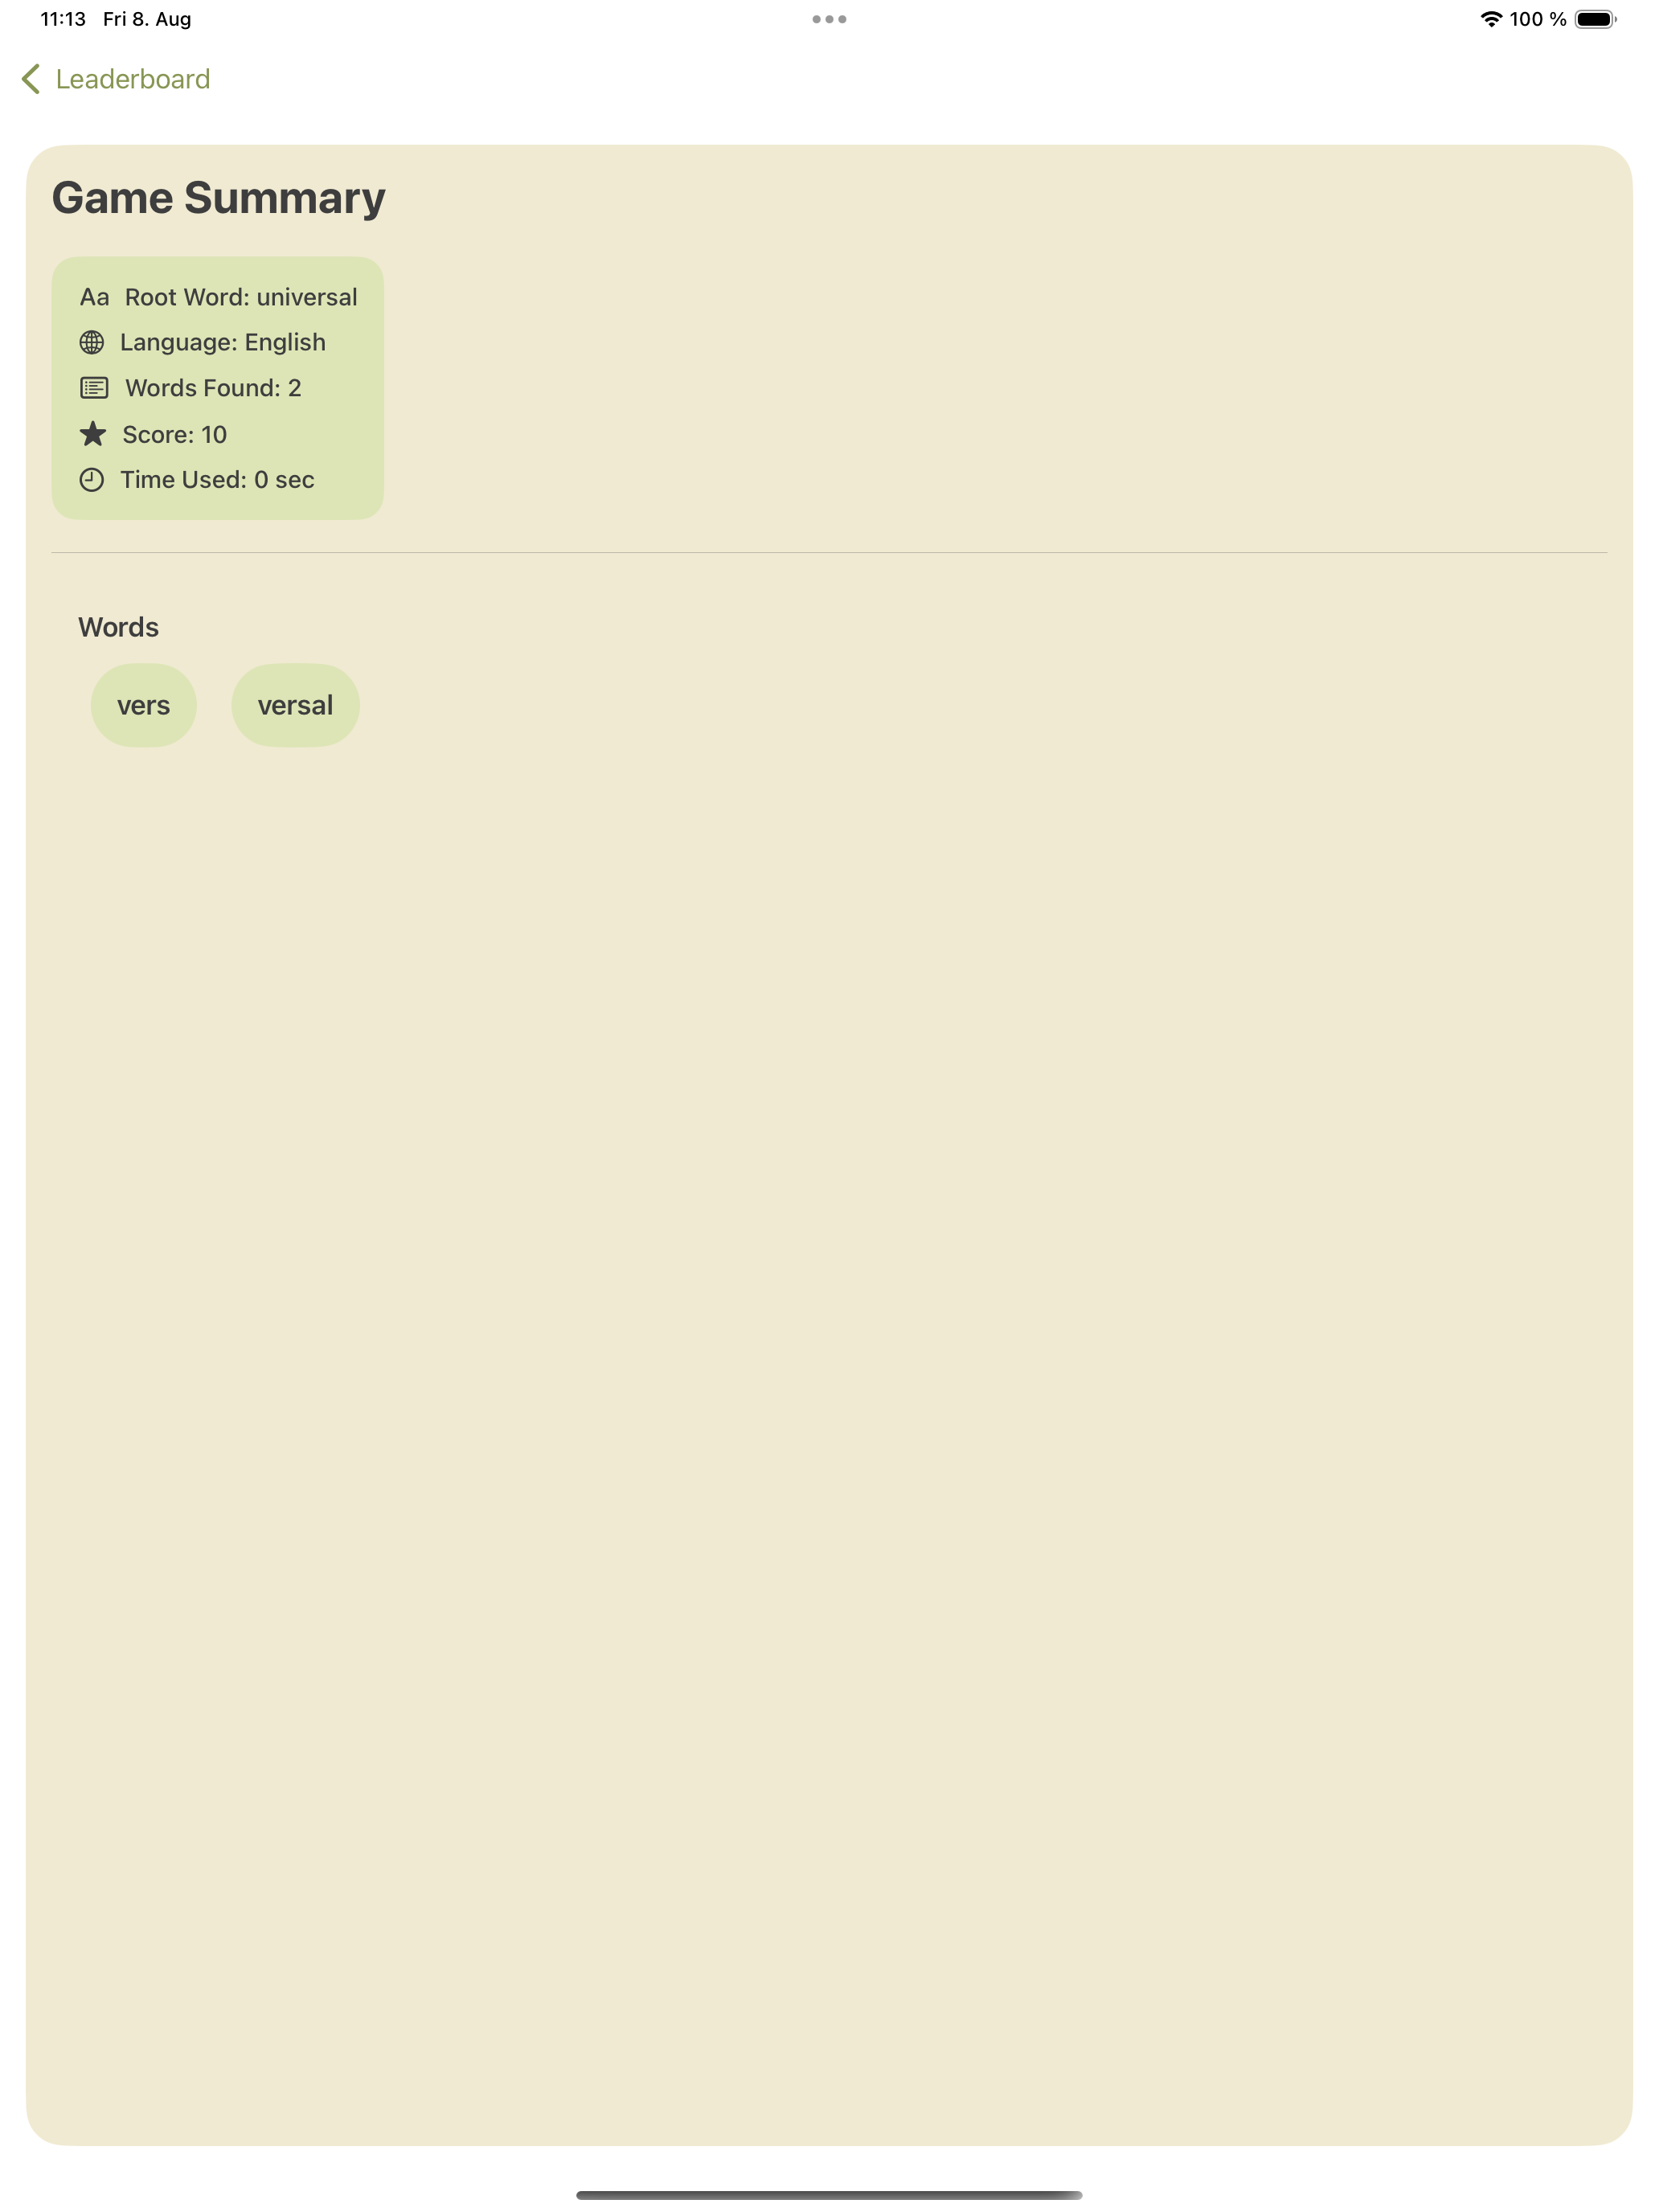 11:13 Fri 8. Aug 100 %
Leaderboard
Game Summary
Aa Root Word: universal
Language: English
Words Found: 2
Score: 10
Time Used: 0 sec
Words
vers versal